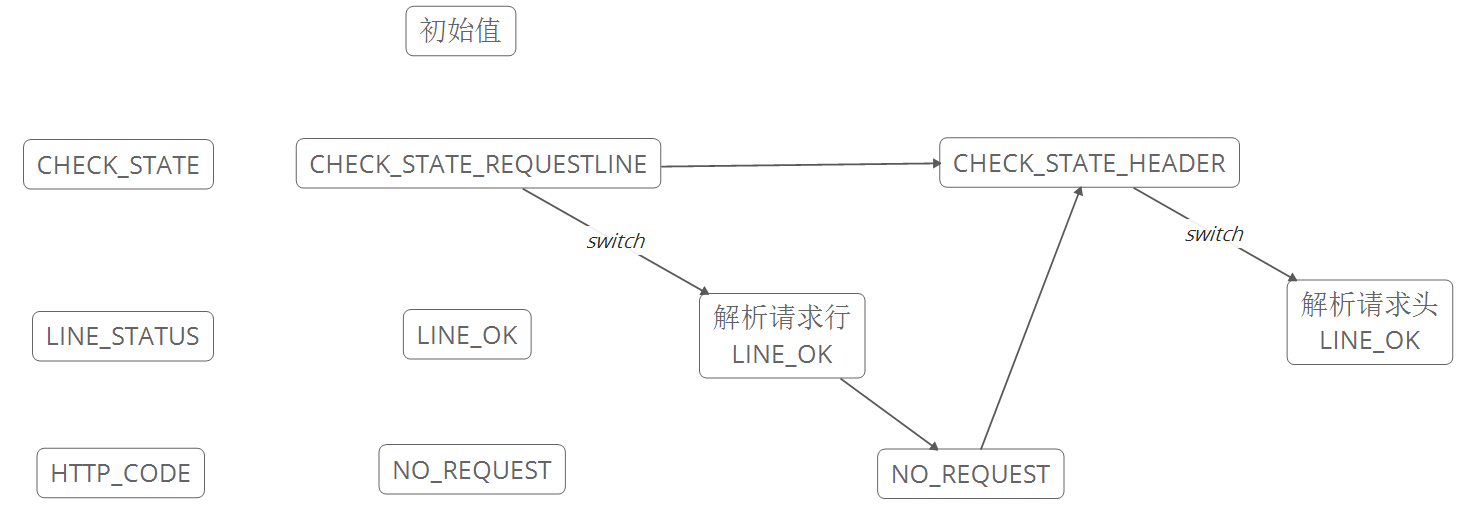 初始值
CHECK_STATE
CHECK_STATE_REQUESTLINE
CHECK_STATE_HEADER
switch
switch
LINE_STATUS
LINE_OK
解析请求行
LINE_OK
解析请求头
LINE_OK
HTTP_CODE
NO_REQUEST
NO_REQUEST